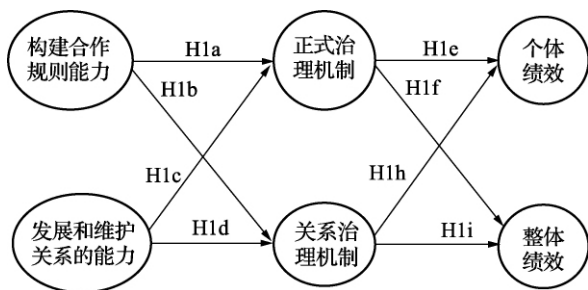 构建合作
规则能力
H1a
正式治
理机制
H1e
个体
绩效
H1b
H1f
H1c
H1h
发展和维护
关系的能力
H1d
关系治
理机制
H1i
整体
绩效